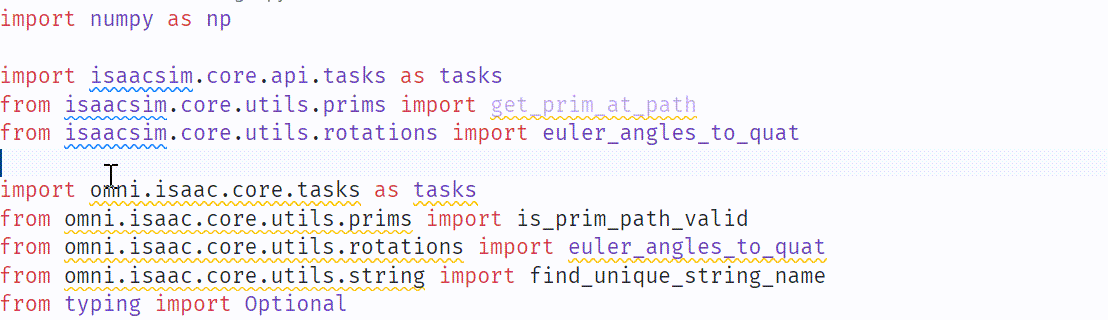 import numpy as np
import isaacsim.core.api.tasks as tasks
from isaacsim.core.utils.prims import get_prim_at_path
from isaacsim.core.utils.rotations import euler_angles_to_quat
import omni.isaac.core.tasks as tasks
from omni.isaac.core.utils.prims import is_prim_path_valid
from omni.isaac.core.utils.rotations import euler_angles_to_quat
from omni.isaac.core.utils.string import find_unique_string_name
from typing import Optional